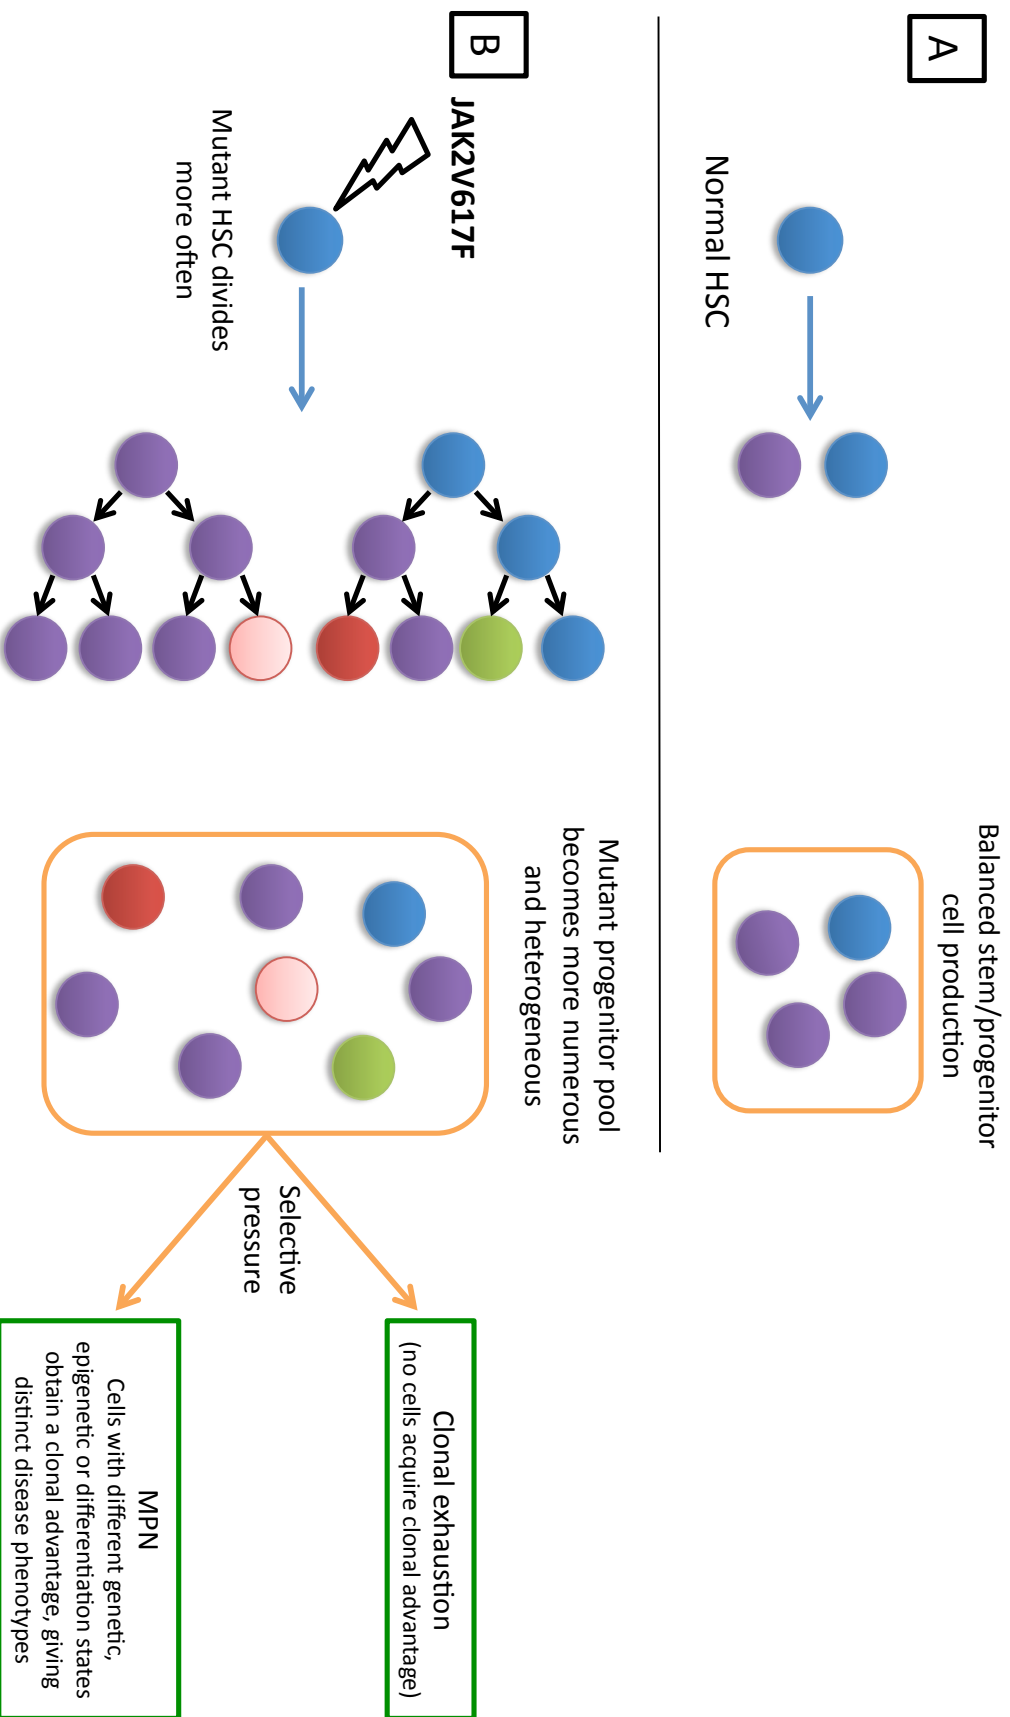 A
Normal HSC
Balanced stem/progenitor
cell production
B
JAK2V617F
Mutant HSC divides
more often
Mutant progenitor pool
becomes more numerous
and heterogeneous
Selective
pressure
Clonal exhaustion
(no cells acquire clonal advantage)
MPN
Cells with different genetic,
epigenetic or differentiation states
obtain a clonal advantage, giving
distinct disease phenotypes